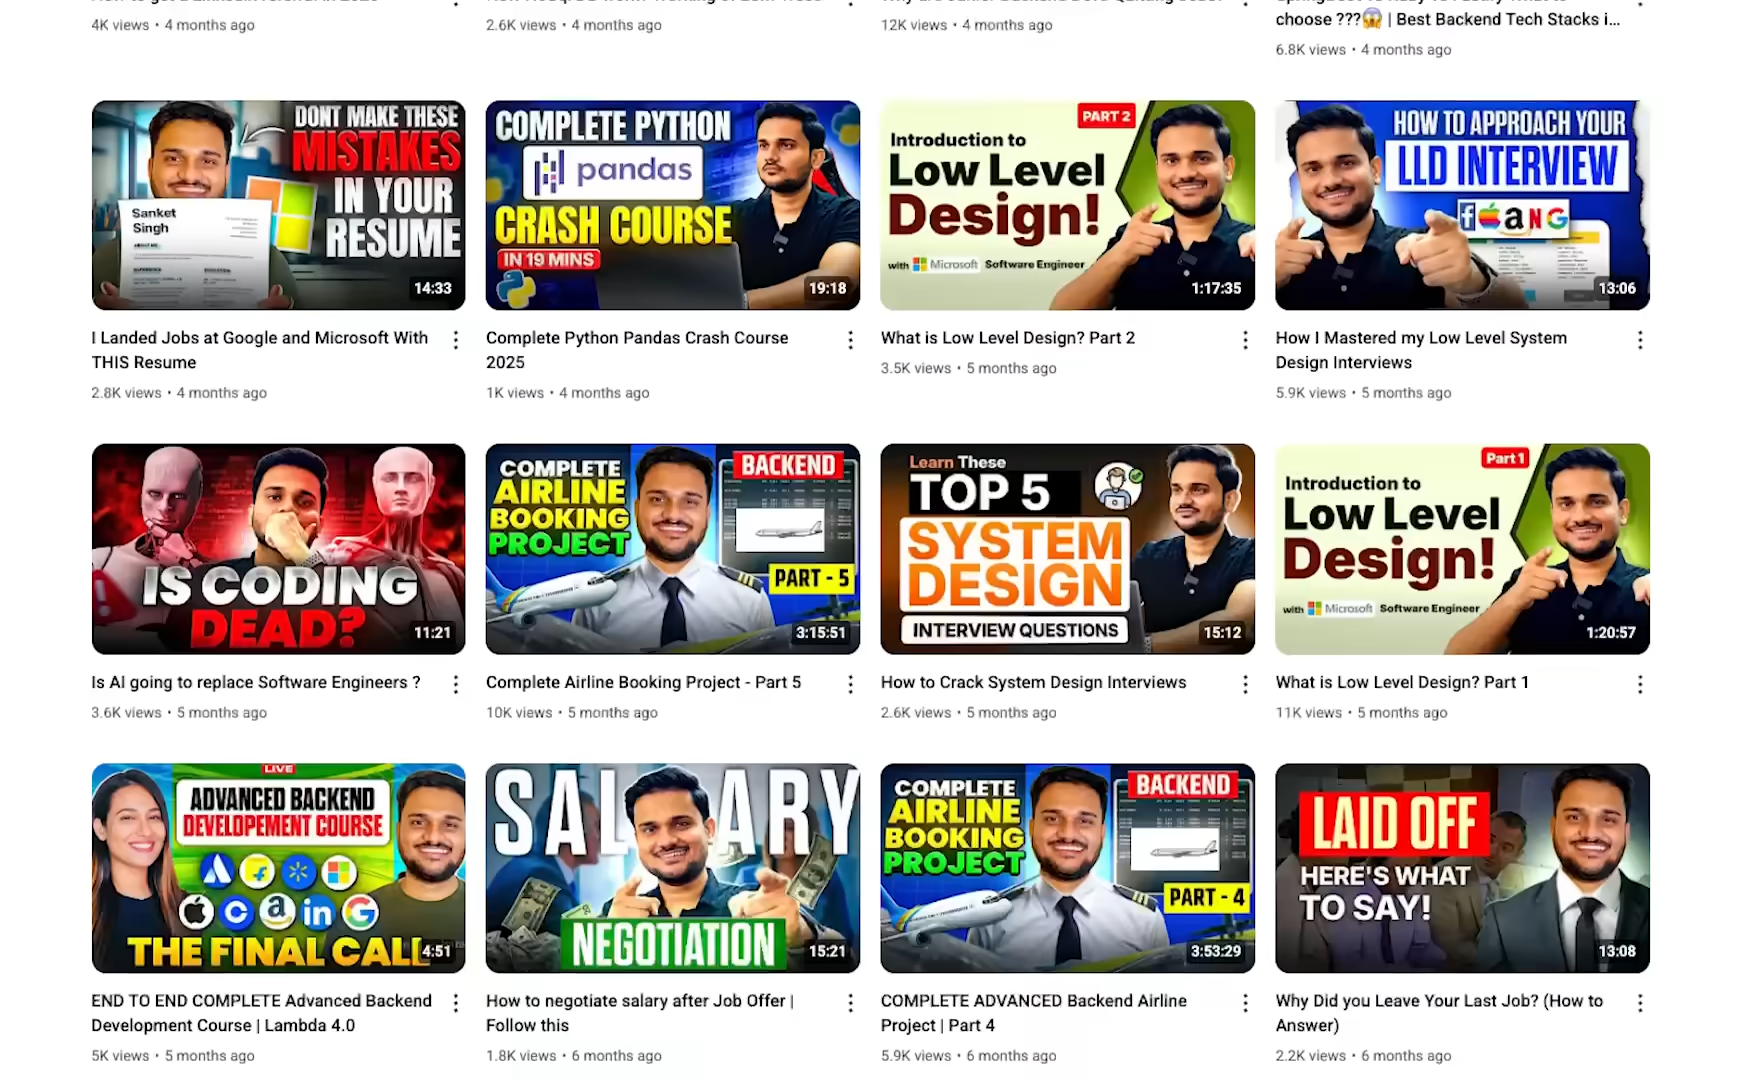 4K views • 4 months ago
2.6K views • 4 months ago
12K views • 4 months ago
choose ???😱 | Best Backend Tech Stacks i...
6.8K views • 4 months ago
DONT MAKE THESE
MISTAKES
IN YOUR
RESUME
Sanket
Singh
14:33
I Landed Jobs at Google and Microsoft With
THIS Resume
2.8K views • 4 months ago
COMPLETE PYTHON
pandas
CRASH COURSE
IN 19 MINS
19:18
Complete Python Pandas Crash Course
2025
1K views • 4 months ago
PART 2
Introduction to
Low Level
Design!
with Microsoft Software Engineer
1:17:35
What is Low Level Design? Part 2
3.5K views • 5 months ago
HOW TO APPROACH YOUR
LLD INTERVIEW
f a N G
13:06
How I Mastered my Low Level System
Design Interviews
5.9K views • 5 months ago
IS CODING
DEAD?
11:21
Is AI going to replace Software Engineers ?
3.6K views • 5 months ago
COMPLETE
AIRLINE
BOOKING
PROJECT
BACKEND
PART - 5
3:15:51
Complete Airline Booking Project - Part 5
10K views • 5 months ago
Learn These
TOP 5
SYSTEM
DESIGN
INTERVIEW QUESTIONS
15:12
How to Crack System Design Interviews
2.6K views • 5 months ago
Part 1
Introduction to
Low Level
Design!
with Microsoft Software Engineer
1:20:57
What is Low Level Design? Part 1
11K views • 5 months ago
LIVE
ADVANCED BACKEND
DEVELOPEMENT COURSE
THE FINAL CALL
4:51
END TO END COMPLETE Advanced Backend
Development Course | Lambda 4.0
5K views • 5 months ago
SALARY
NEGOTIATION
15:21
How to negotiate salary after Job Offer |
Follow this
1.8K views • 6 months ago
COMPLETE
AIRLINE
BOOKING
PROJECT
BACKEND
PART - 4
3:53:29
COMPLETE ADVANCED Backend Airline
Project | Part 4
5.9K views • 6 months ago
LAID OFF
HERE'S WHAT
TO SAY!
13:08
Why Did you Leave Your Last Job? (How to
Answer)
2.2K views • 6 months ago